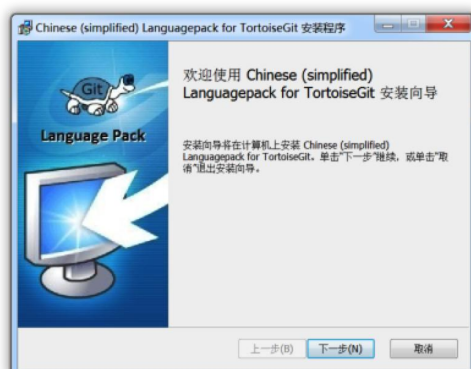 Chinese (simplified) Languagepack for TortoiseGit 安装程序
Git
Language Pack
欢迎使用 Chinese (simplified)
Languagepack for TortoiseGit 安装向导
安装向导将在计算机上安装 Chinese (simplified)
Languagepack for TortoiseGit。单击"下一步"继续，或单击"取
消"退出安装向导。
上一步(B) 下一步(N) 取消